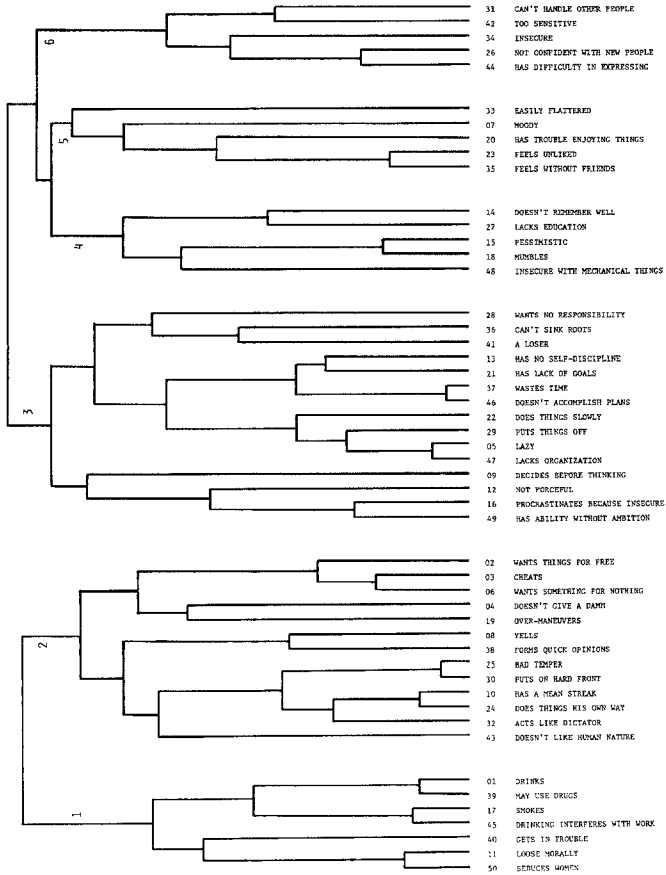 6
31 CAN'T HANDLE OTHER PEOPLE
42 TOO SENSITIVE
34 INSECURE
26 NOT CONFIDENT WITH NEW PEOPLE
44 HAS DIFFICULTY IN EXPRESSING
5
33 EASILY FLATTERED
07 MOODY
20 HAS TROUBLE ENJOYING THINGS
23 FEELS UNLIKED
35 FEELS WITHOUT FRIENDS
4
14 DOESN'T REMEMBER WELL
27 LACKS EDUCATION
15 PESSIMISTIC
18 MUMBLES
48 INSECURE WITH MECHANICAL THINGS
3
28 WANTS NO RESPONSIBILITY
36 CAN'T SINK ROOTS
41 A LOSER
13 HAS NO SELF-DISCIPLINE
21 HAS LACK OF GOALS
37 WASTES TIME
46 DOESN'T ACCOMPLISH PLANS
22 DOES THINGS SLOWLY
29 PUTS THINGS OFF
05 LAZY
47 LACKS ORGANIZATION
09 DECIDES BEFORE THINKING
12 NOT FORCEFUL
16 PROCRASTINATES BECAUSE INSECURE
49 HAS ABILITY WITHOUT AMBITION
2
02 WANTS THINGS FOR FREE
03 CHEATS
06 WANTS SOMETHING FOR NOTHING
04 DOESN'T GIVE A DAMN
19 OVER-MANEUVERS
08 YELLS
38 FORMS QUICK OPINIONS
25 BAD TEMPER
30 PUTS ON HARD FRONT
10 HAS A MEAN STREAK
24 DOES THINGS HIS OWN WAY
32 ACTS LIKE DICTATOR
43 DOESN'T LIKE HUMAN NATURE
1
01 DRINKS
39 MAY USE DRUGS
17 SMOKES
45 DRINKING INTERFERES WITH WORK
40 GETS IN TROUBLE
11 LOOSE MORALLY
50 SEDUCES WOMEN